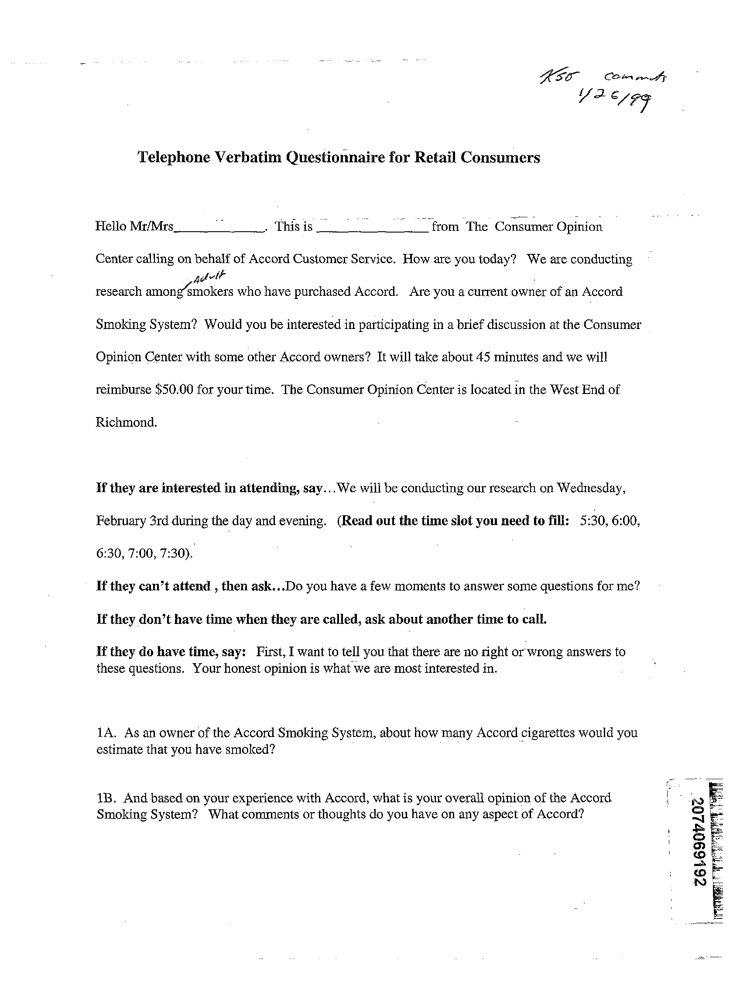 KSO comments
1/26/99
Telephone Verbatim Questionnaire for Retail Consumers
Hello Mr/Mrs____________. This is ________________from The Consumer Opinion
Center calling on behalf of Accord Customer Service. How are you today? We are conducting
adult
research among smokers who have purchased Accord. Are you a current owner of an Accord
Smoking System? Would you be interested in participating in a brief discussion at the Consumer
Opinion Center with some other Accord owners? It will take about 45 minutes and we will
reimburse $50.00 for your time. The Consumer Opinion Center is located in the West End of
Richmond.
If they are interested in attending, say…We will be conducting our research on Wednesday,
February 3rd during the day and evening. (Read out the time slot you need to fill: 5:30, 6:00,
6:30, 7:00, 7:30).
If they can't attend , then ask…Do you have a few moments to answer some questions for me?
If they don't have time when they are called, ask about another time to call.
If they do have time, say: First, I want to tell you that there are no right or wrong answers to
these questions. Your honest opinion is what we are most interested in.
1A. As an owner of the Accord Smoking System, about how many Accord cigarettes would you
estimate that you have smoked?
1B. And based on your experience with Accord, what is your overall opinion of the Accord
Smoking System? What comments or thoughts do you have on any aspect of Accord?
2074069192